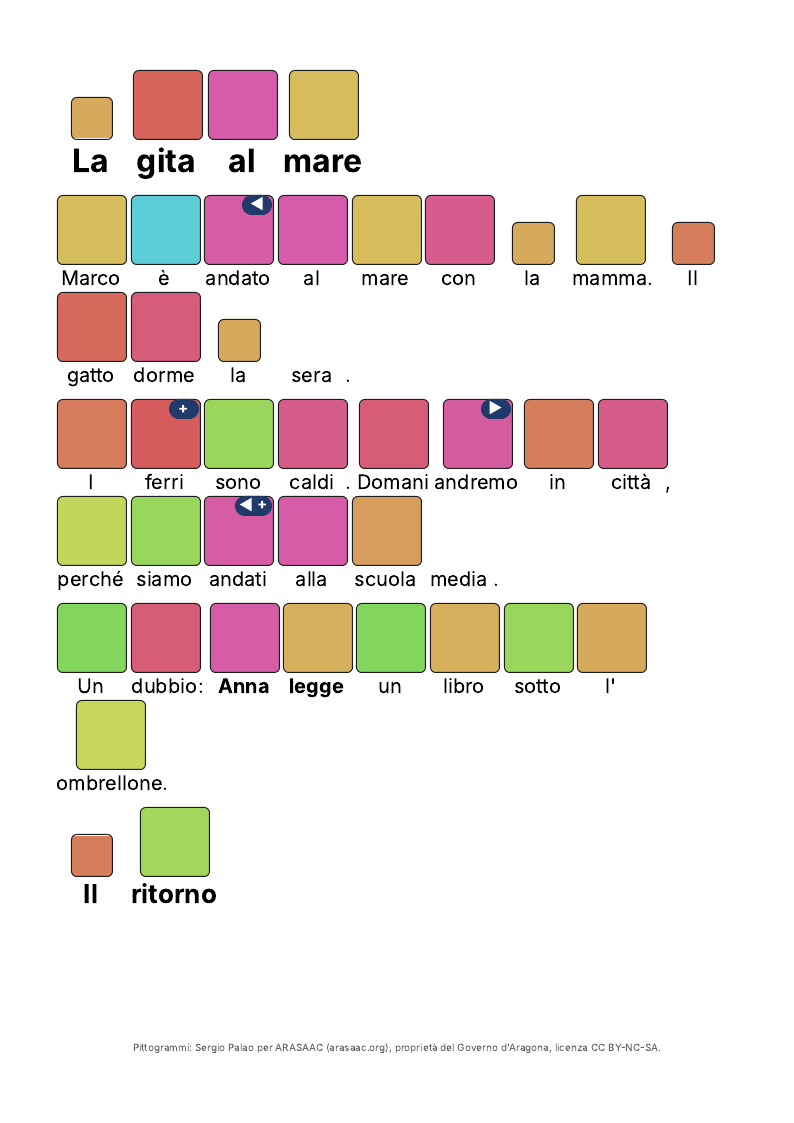 La gita al mare
Marco è andato al mare con la mamma. Il
gatto dorme la sera .
I ferri sono caldi . Domani andremo in città ,
perché siamo andati alla scuola media .
Un dubbio: Anna legge un libro sotto l'
ombrellone.
Il ritorno
Pittogrammi: Sergio Palao per ARASAAC (arasaac.org), proprietà del Governo d'Aragona, licenza CC BY-NC-SA.